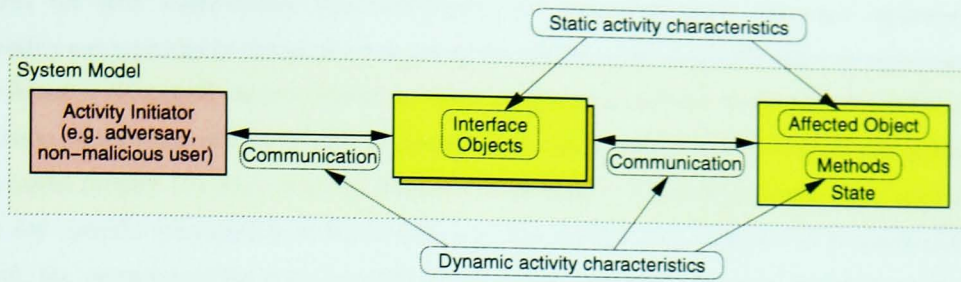 Static activity characteristics
System Model
Activity Initiator
(e.g. adversary,
non-malicious user)
Communication
Interface
Objects
Communication
Affected Object
Methods
State
Dynamic activity characteristics